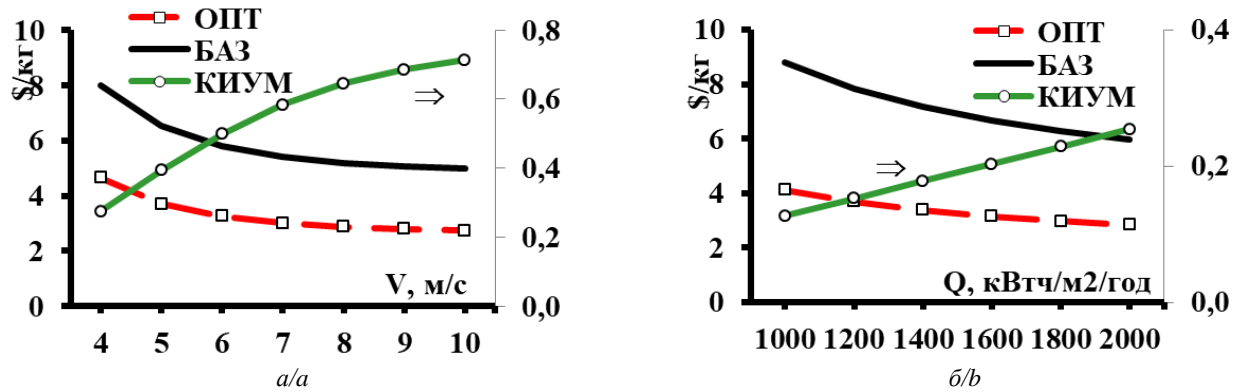 ОПТ
БАЗ
КИУМ
$/кг
10
8
6
4
2
0
0,8
0,6
0,4
0,2
0,0
V, м/с
4 5 6 7 8 9 10
а/a
ОПТ
БАЗ
КИУМ
$/кг
10
8
6
4
2
0
0,4
0,2
0,0
Q, кВтч/м2/год
1000 1200 1400 1600 1800 2000
б/b